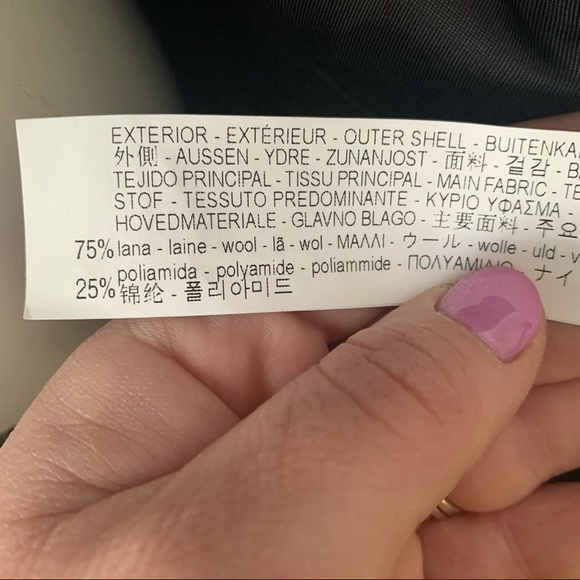 EXTERIOR - EXTÉRIEUR - OUTER SHELL - BUITENKA
外側 - AUSSEN - YDRE - ZUNANJOST - 面料 - 겉감 - B
TEJIDO PRINCIPAL - TISSU PRINCIPAL - MAIN FABRIC - TE
STOF - TESSUTO PREDOMINANTE - ΚΥΡΙΟ ΥΦΑΣΜΑ -
HOVEDMATERIALE - GLAVNO BLAGO - 主要面料 - 주요
75% lana - laine - wool - lã - wol - ΜΑΛΛΙ - ウール - wolle - uld - v
poliamida - polyamide - poliammide - ΠΟΛΥΑΜΙΔΙΟ - ナイ
25% 锦纶 - 폴리아미드